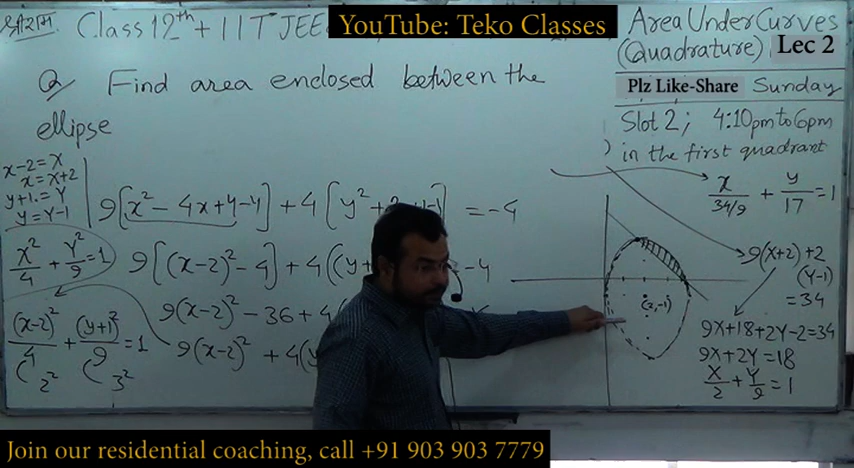 श्रीराम
Class 12th + IIT JEE
YouTube: Teko Classes
Area Under Curves
(Quadrature) Lec 2
Plz Like-Share Sunday
Slot 2; 4:10pm to 6pm
in the first quadrant
Q Find area enclosed between the
ellipse
x-2=X
x=X+2
y+1=Y
y=Y-1
X²/4 + Y²/9 = 1
(x-2)²/4 + (y+1)²/9 = 1
2² 3²
9[x² - 4x+4-4] + 4[y² = -4
9[(x-2)² - 4] + 4((y+ -4
9(x-2)² - 36 + 4
9(x-2)² + 4(y
(2,-1)
x/34/9 + y/17 = 1
9(X+2)+2
(Y-1)
=34
9X+18+2Y-2=34
9X+2Y=18
X/2 + Y/9 = 1
Join our residential coaching, call +91 903 903 7779